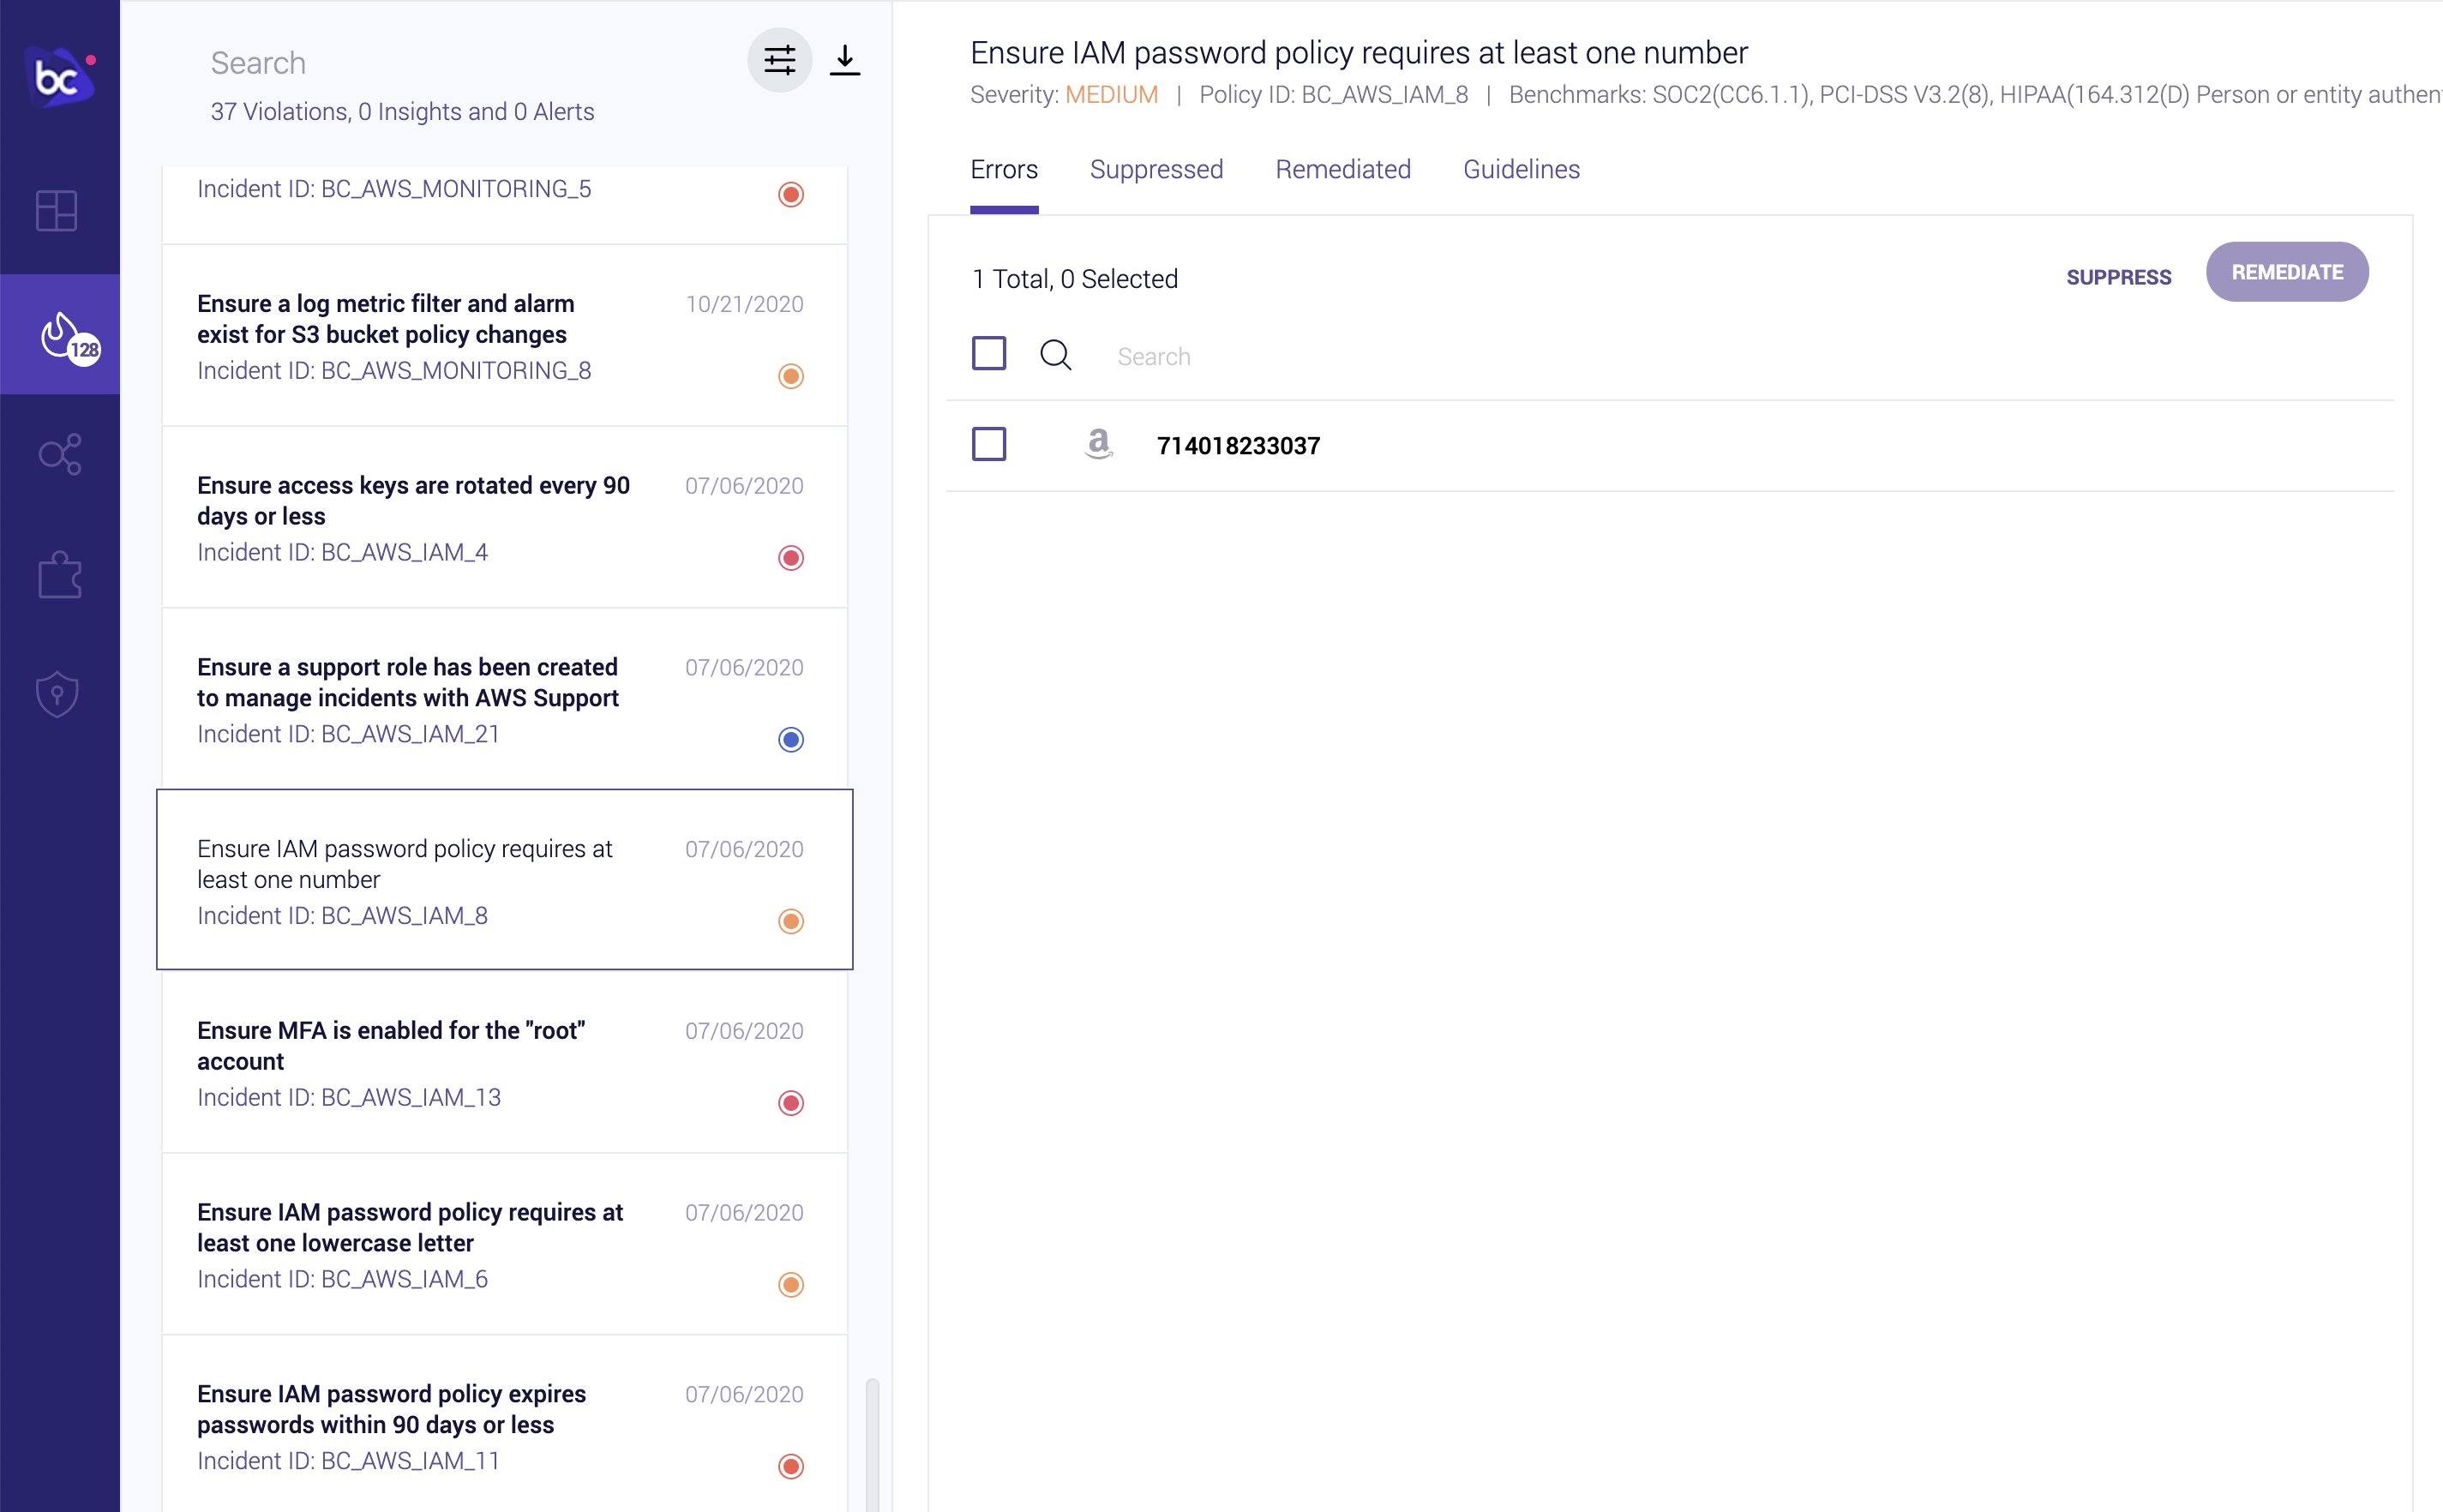 bc
128
Search
37 Violations, 0 Insights and 0 Alerts
Incident ID: BC_AWS_MONITORING_5
Ensure a log metric filter and alarm
exist for S3 bucket policy changes
10/21/2020
Incident ID: BC_AWS_MONITORING_8
Ensure access keys are rotated every 90
days or less
07/06/2020
Incident ID: BC_AWS_IAM_4
Ensure a support role has been created
to manage incidents with AWS Support
07/06/2020
Incident ID: BC_AWS_IAM_21
Ensure IAM password policy requires at
least one number
07/06/2020
Incident ID: BC_AWS_IAM_8
Ensure MFA is enabled for the "root"
account
07/06/2020
Incident ID: BC_AWS_IAM_13
Ensure IAM password policy requires at
least one lowercase letter
07/06/2020
Incident ID: BC_AWS_IAM_6
Ensure IAM password policy expires
passwords within 90 days or less
07/06/2020
Incident ID: BC_AWS_IAM_11
Ensure IAM password policy requires at least one number
Severity: MEDIUM | Policy ID: BC_AWS_IAM_8 | Benchmarks: SOC2(CC6.1.1), PCI-DSS V3.2(8), HIPAA(164.312(D) Person or entity authen
Errors Suppressed Remediated Guidelines
1 Total, 0 Selected
SUPPRESS
REMEDIATE
Search
a
714018233037